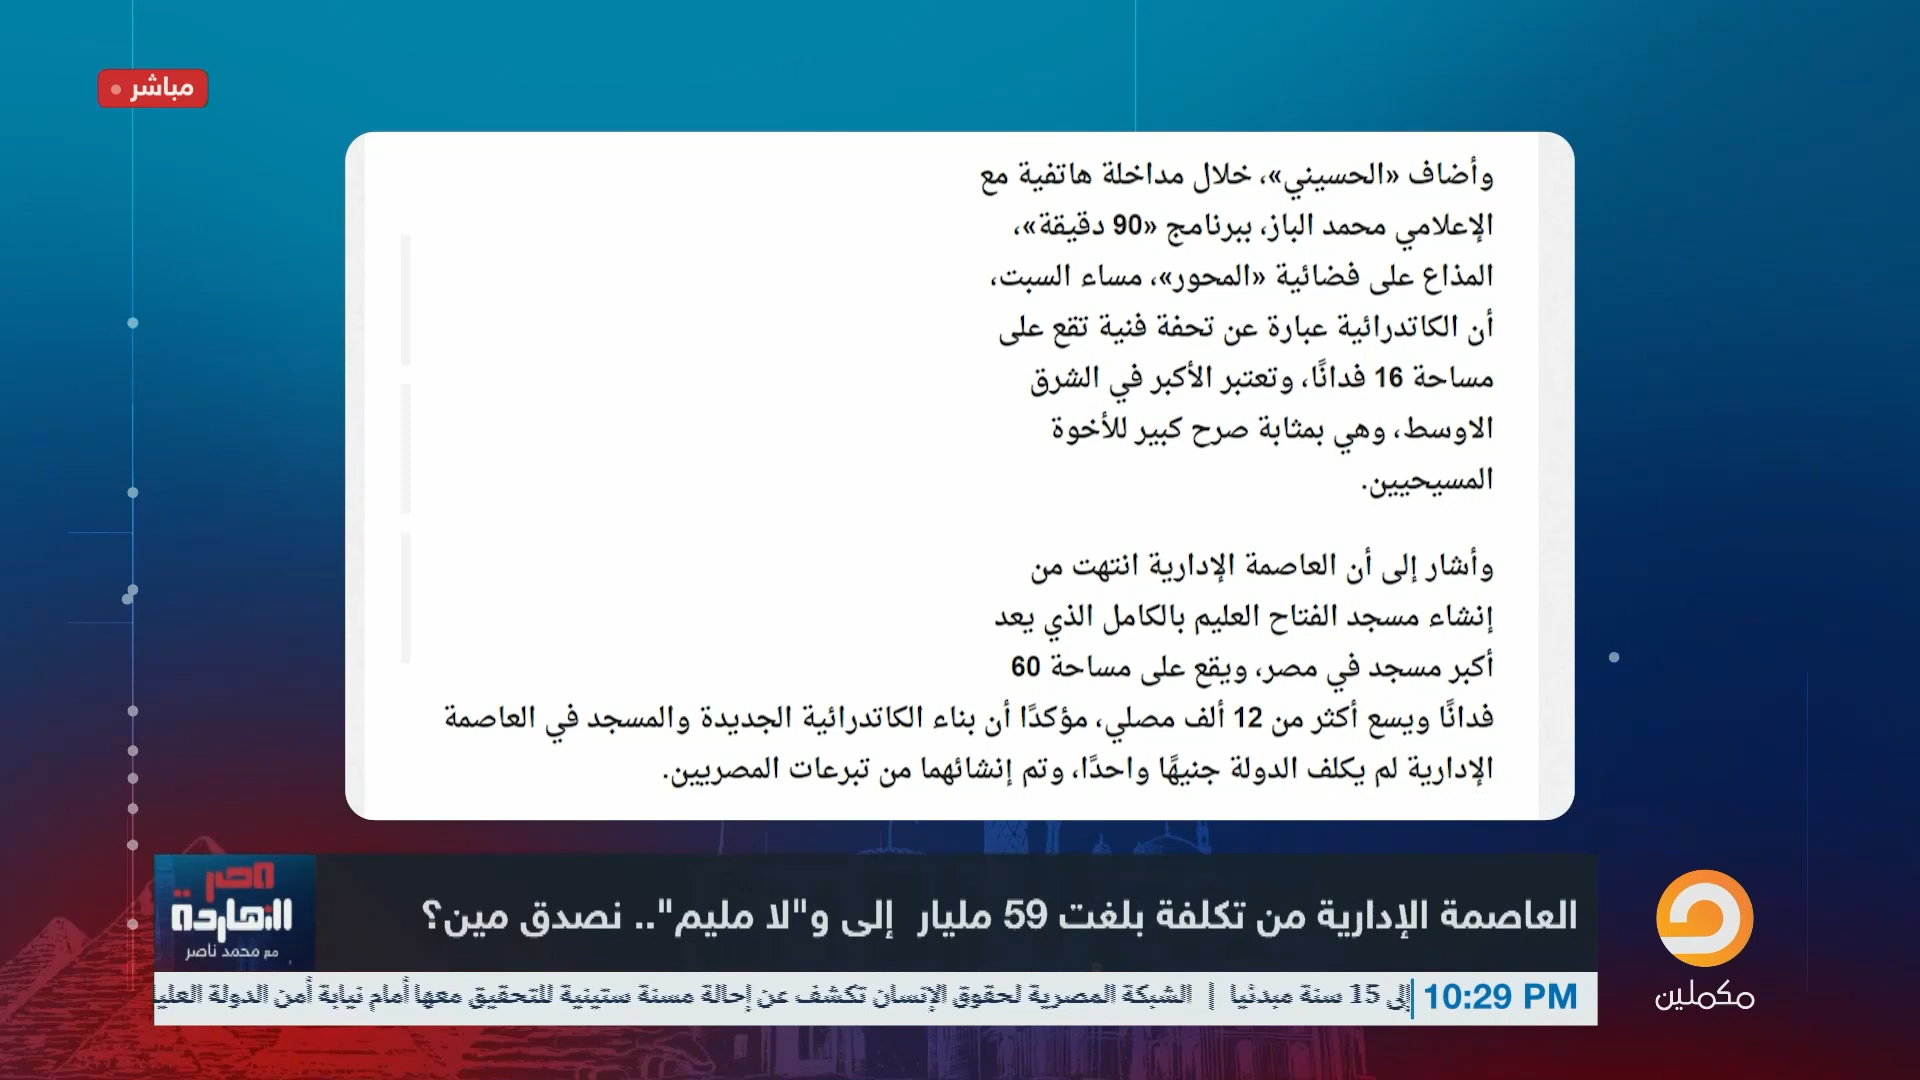 مباشر
وأضاف «الحسيني»، خلال مداخلة هاتفية مع
الإعلامي محمد الباز، ببرنامج «90 دقيقة»،
المذاع على فضائية «المحور»، مساء السبت،
أن الكاتدرائية عبارة عن تحفة فنية تقع على
مساحة 16 فدانًا، وتعتبر الأكبر في الشرق
الاوسط، وهي بمثابة صرح كبير للأخوة
المسيحيين.
وأشار إلى أن العاصمة الإدارية انتهت من
إنشاء مسجد الفتاح العليم بالكامل الذي يعد
أكبر مسجد في مصر، ويقع على مساحة 60
فدانًا ويسع أكثر من 12 ألف مصلي، مؤكدًا أن بناء الكاتدرائية الجديدة والمسجد في العاصمة
الإدارية لم يكلف الدولة جنيهًا واحدًا، وتم إنشائهما من تبرعات المصريين.
العاصمة الإدارية من تكلفة بلغت 59 مليار إلى و"لا مليم".. نصدق مين؟
مصر
النهاردة
مع محمد ناصر
10:29 PM
إلى 15 سنة مبدئيا | الشبكة المصرية لحقوق الإنسان تكشف عن إحالة مسنة ستينية للتحقيق معها أمام نيابة أمن الدولة العليا
مكملين